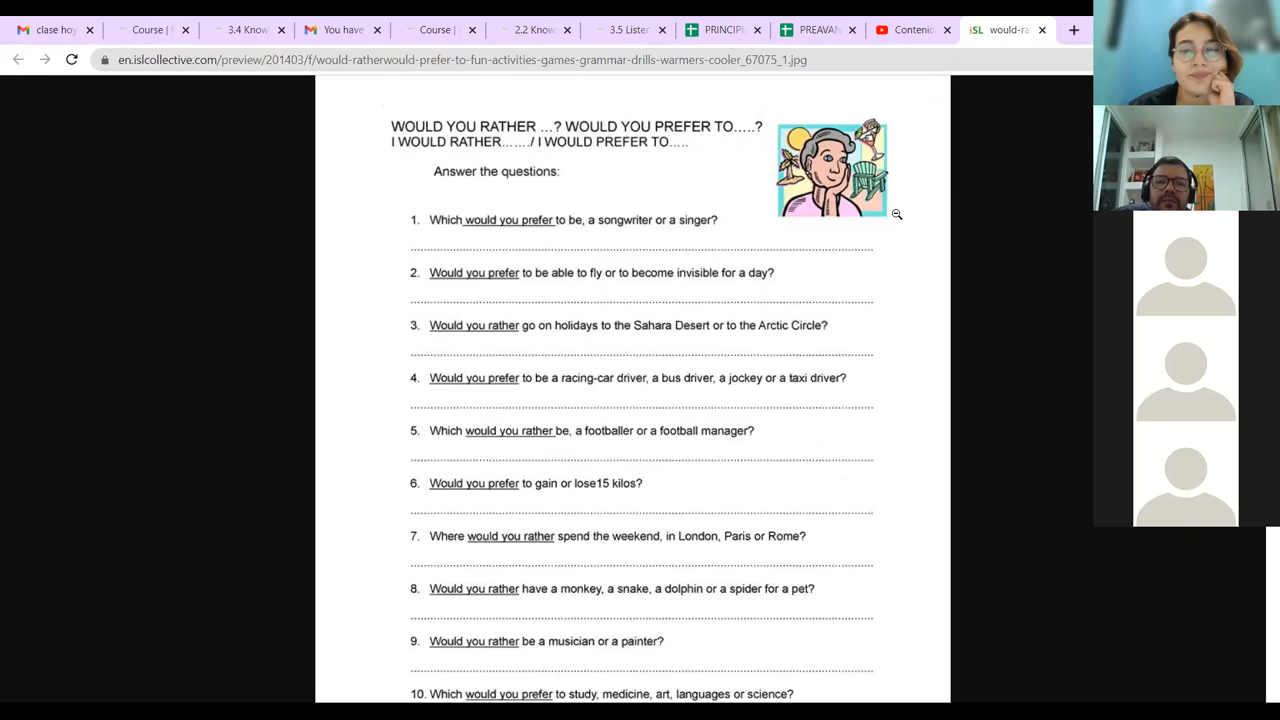 clase hoy
Course |
3.4 Know
You have
Course |
2.2 Know
3.5 Listen
PRINCIPI
PREAVAN
Contenid
iSL would-ra
en.islcollective.com/preview/201403/f/would-ratherwould-prefer-to-fun-activities-games-grammar-drills-warmers-cooler_67075_1.jpg
WOULD YOU RATHER ...? WOULD YOU PREFER TO.....?
I WOULD RATHER……./ I WOULD PREFER TO…..
Answer the questions:
1. Which would you prefer to be, a songwriter or a singer?
2. Would you prefer to be able to fly or to become invisible for a day?
3. Would you rather go on holidays to the Sahara Desert or to the Arctic Circle?
4. Would you prefer to be a racing-car driver, a bus driver, a jockey or a taxi driver?
5. Which would you rather be, a footballer or a football manager?
6. Would you prefer to gain or lose15 kilos?
7. Where would you rather spend the weekend, in London, Paris or Rome?
8. Would you rather have a monkey, a snake, a dolphin or a spider for a pet?
9. Would you rather be a musician or a painter?
10. Which would you prefer to study, medicine, art, languages or science?